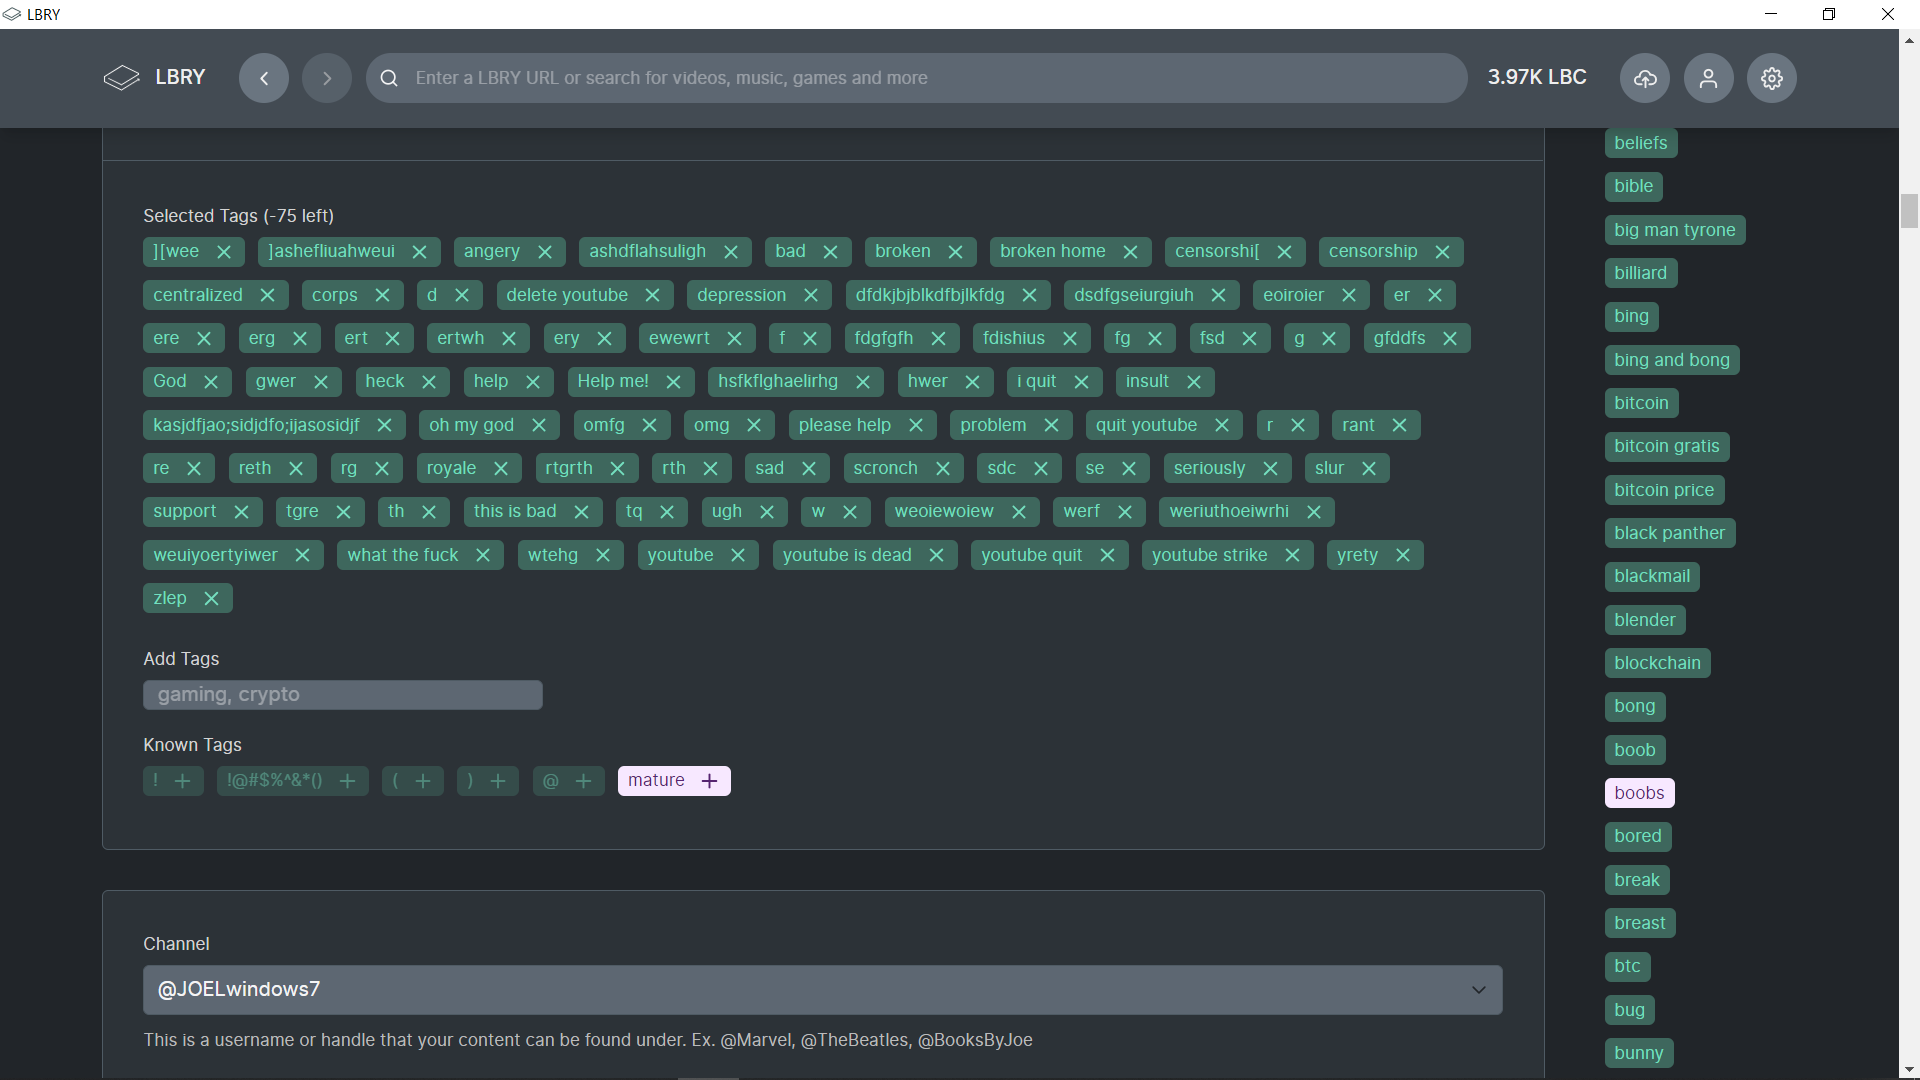 LBRY
LBRY
Enter a LBRY URL or search for videos, music, games and more
3.97K LBC
Selected Tags (-75 left)
][wee ]ashefliuahweui angery ashdflahsuligh bad broken broken home censorshi[ censorship
centralized corps d delete youtube depression dfdkjbjblkdfbjlkfdg dsdfgseiurgiuh eoiroier er
ere erg ert ertwh ery ewewrt f fdgfgfh fdishius fg fsd g gfddfs
God gwer heck help Help me! hsfkflghaelirhg hwer i quit insult
kasjdfjao;sidjdfo;ijasosidjf oh my god omfg omg please help problem quit youtube r rant
re reth rg royale rtgrth rth sad scronch sdc se seriously slur
support tgre th this is bad tq ugh w weoiewoiew werf weriuthoeiwrhi
weuiyoertyiwer what the fuck wtehg youtube youtube is dead youtube quit youtube strike yrety
zlep
Add Tags
gaming, crypto
Known Tags
! !@#$%^&*() ( ) @ mature
Channel
@JOELwindows7
This is a username or handle that your content can be found under. Ex. @Marvel, @TheBeatles, @BooksByJoe
beliefs
bible
big man tyrone
billiard
bing
bing and bong
bitcoin
bitcoin gratis
bitcoin price
black panther
blackmail
blender
blockchain
bong
boob
boobs
bored
break
breast
btc
bug
bunny